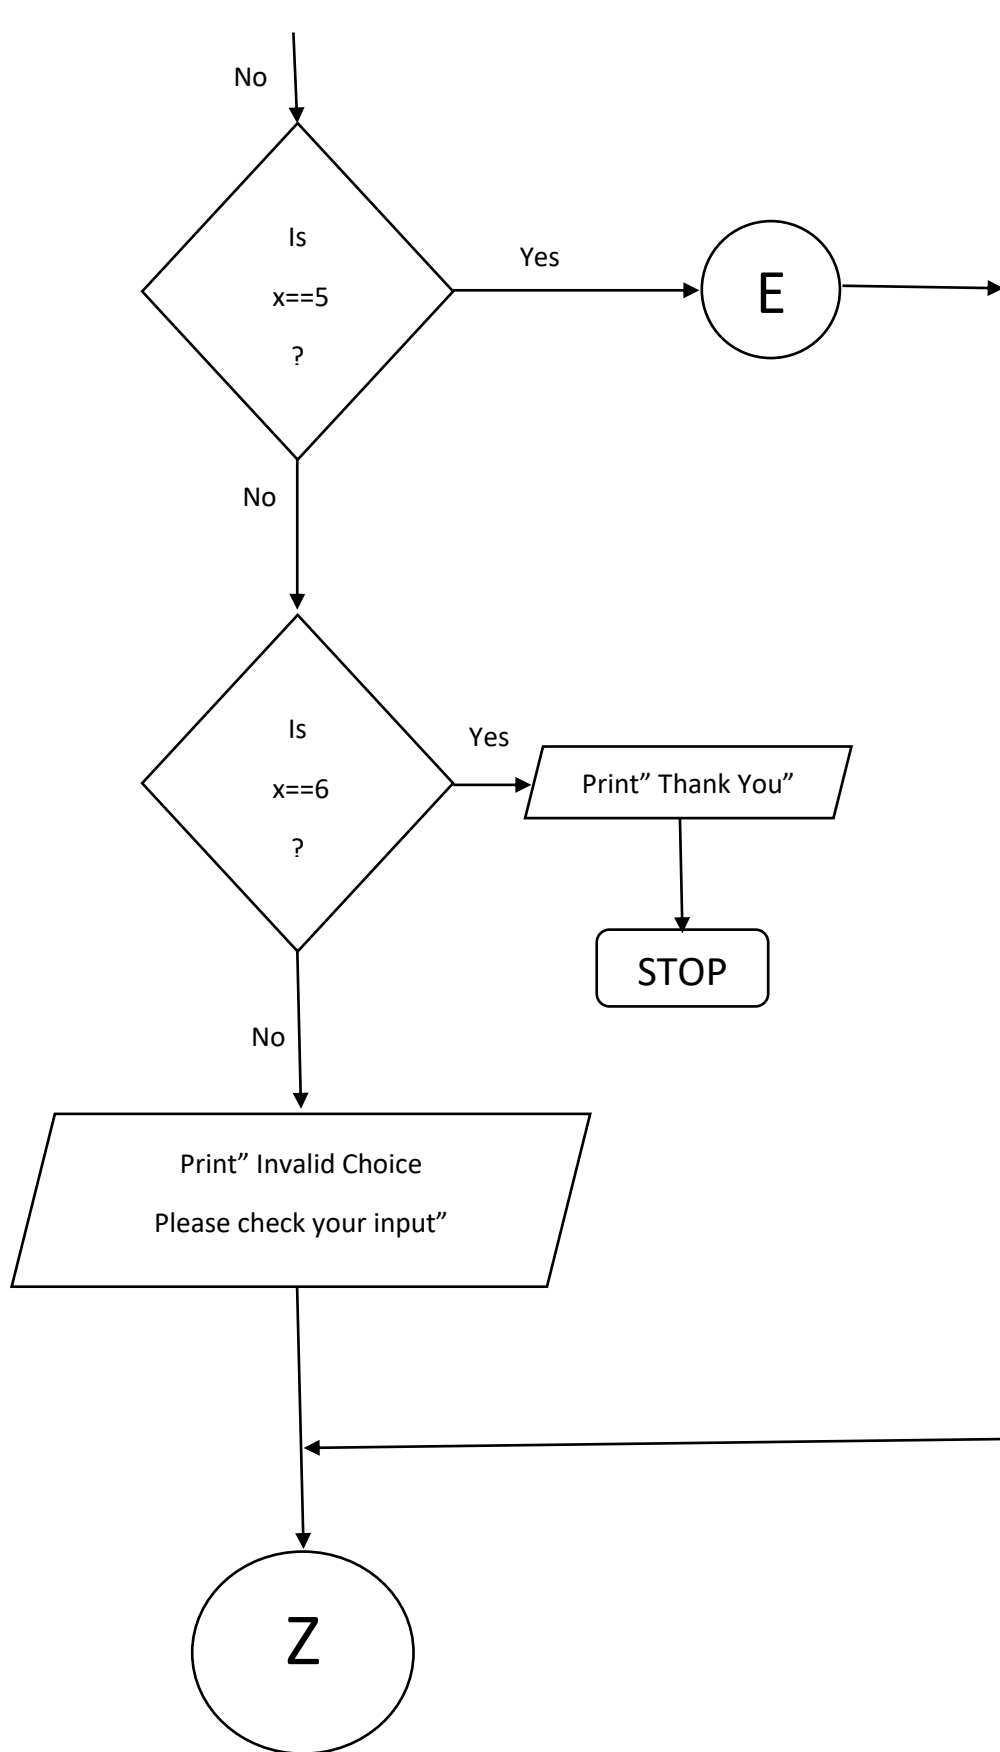 No
Is
x==5
?
Yes
E
No
Is
x==6
?
Yes
Print” Thank You”
STOP
No
Print” Invalid Choice
Please check your input”
Z